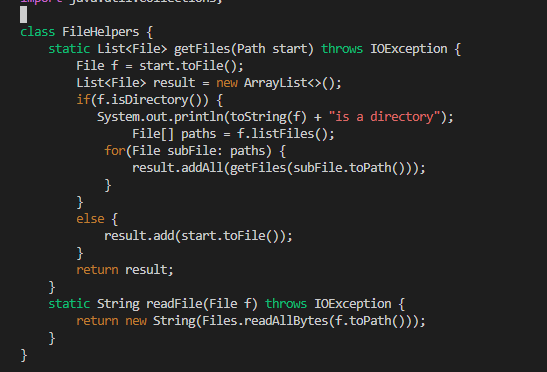 import java.util.Collections;
class FileHelpers {
    static List<File> getFiles(Path start) throws IOException {
        File f = start.toFile();
        List<File> result = new ArrayList<>();
        if(f.isDirectory()) {
           System.out.println(toString(f) + "is a directory");
                File[] paths = f.listFiles();
            for(File subFile: paths) {
                result.addAll(getFiles(subFile.toPath()));
            }
        }
        else {
            result.add(start.toFile());
        }
        return result;
    }
    static String readFile(File f) throws IOException {
        return new String(Files.readAllBytes(f.toPath()));
    }
}